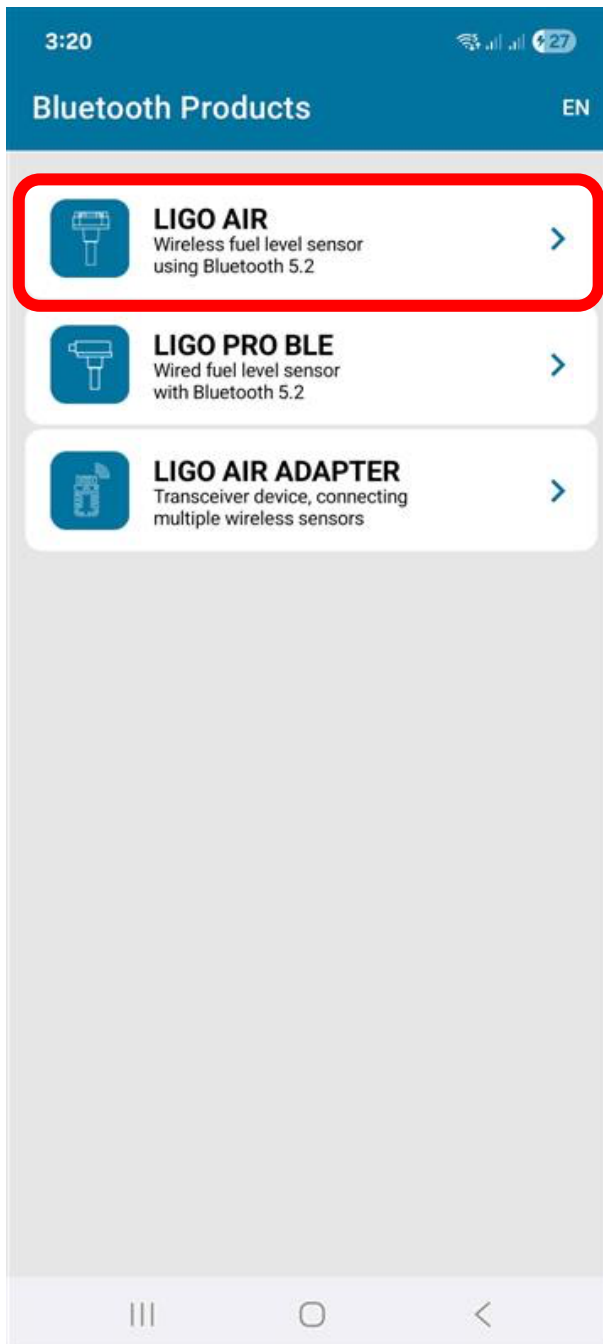 3:20
27
Bluetooth Products
EN
LIGO AIR
Wireless fuel level sensor
using Bluetooth 5.2
LIGO PRO BLE
Wired fuel level sensor
with Bluetooth 5.2
LIGO AIR ADAPTER
Transceiver device, connecting
multiple wireless sensors